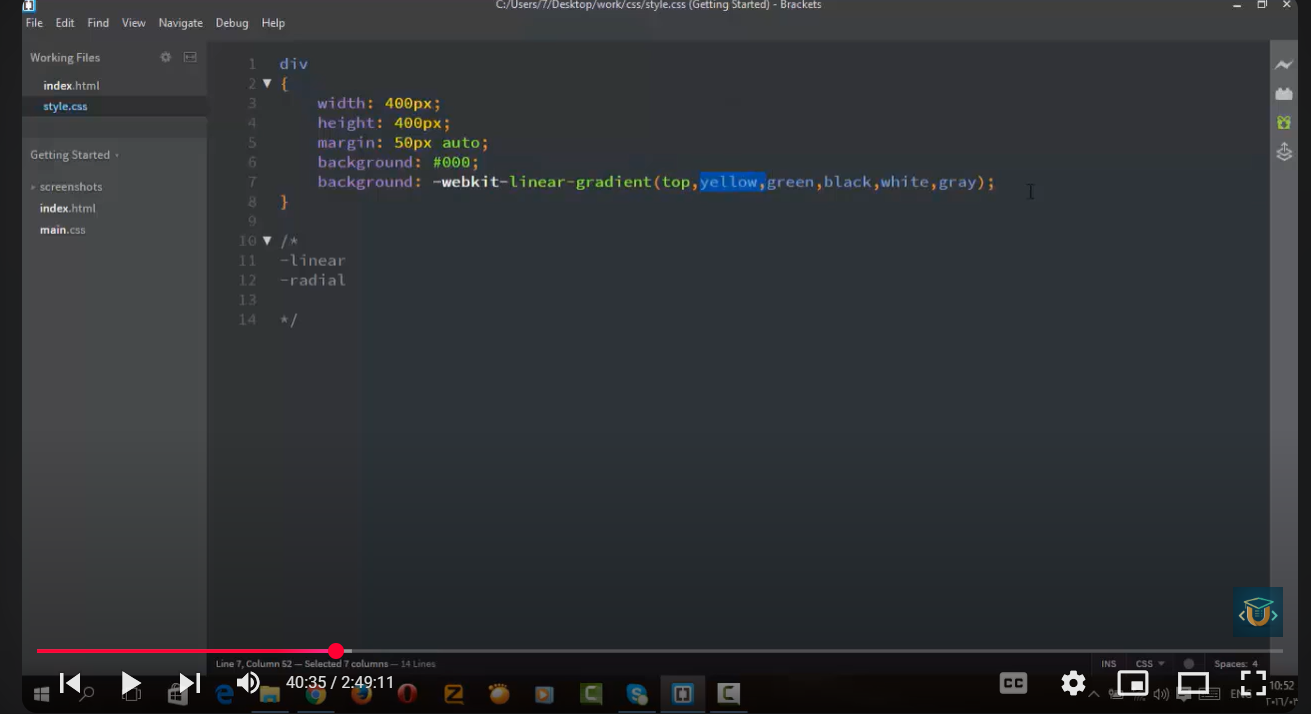 C:/Users/7/Desktop/work/css/style.css (Getting Started) - Brackets
File Edit Find View Navigate Debug Help
Working Files
index.html
style.css
Getting Started
screenshots
index.html
main.css
1 div
2 {
3 width: 400px;
4 height: 400px;
5 margin: 50px auto;
6 background: #000;
7 background: -webkit-linear-gradient(top,yellow,green,black,white,gray);
8 }
9
10 /*
11 -linear
12 -radial
13
14 */
Line 7, Column 52 — Selected 7 columns — 14 Lines
INS CSS Spaces: 4
40:35 / 2:49:11
CC
10:52